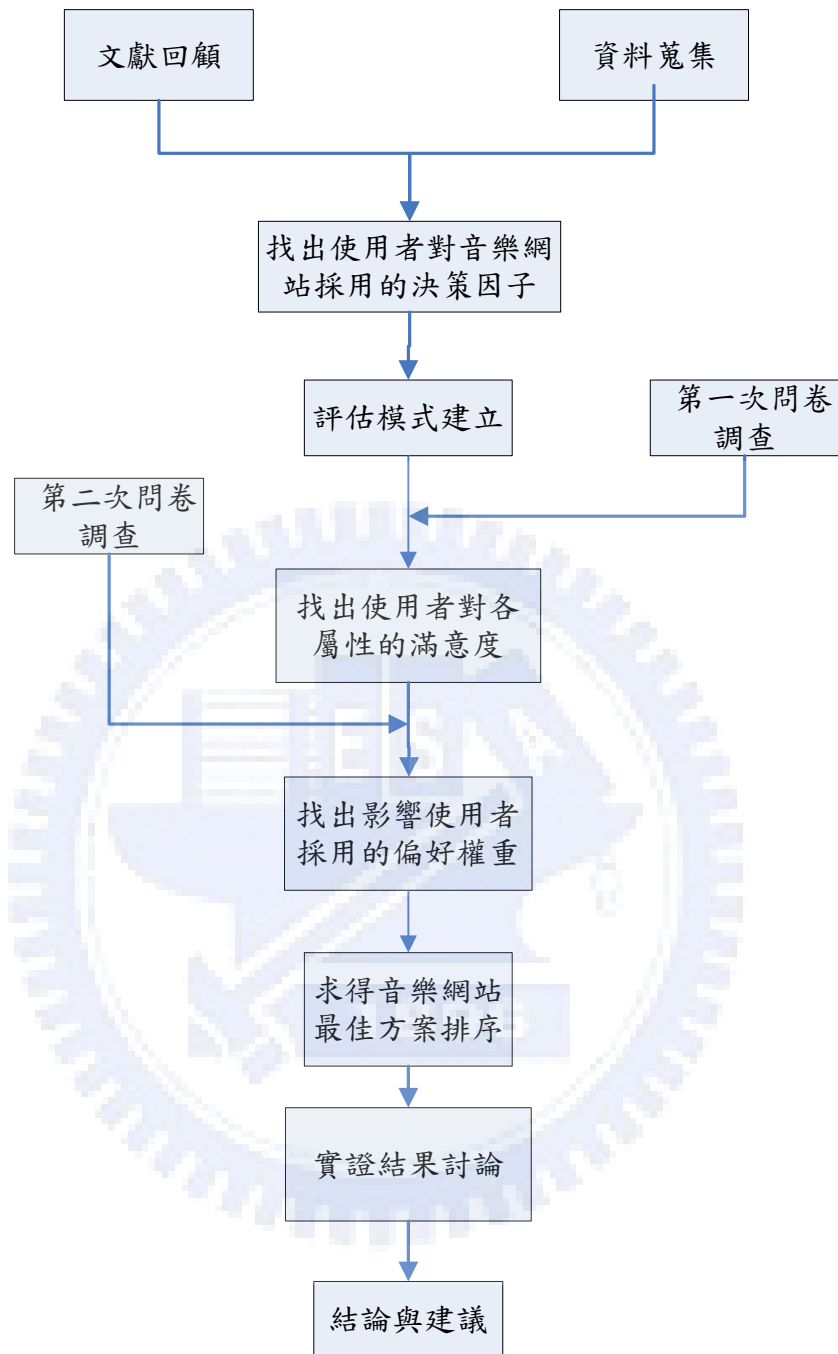 文獻回顧
資料蒐集
找出使用者對音樂網
站採用的決策因子
評估模式建立
第一次問卷
調查
第二次問卷
調查
找出使用者對各
屬性的滿意度
找出影響使用者
採用的偏好權重
求得音樂網站
最佳方案排序
實證結果討論
結論與建議